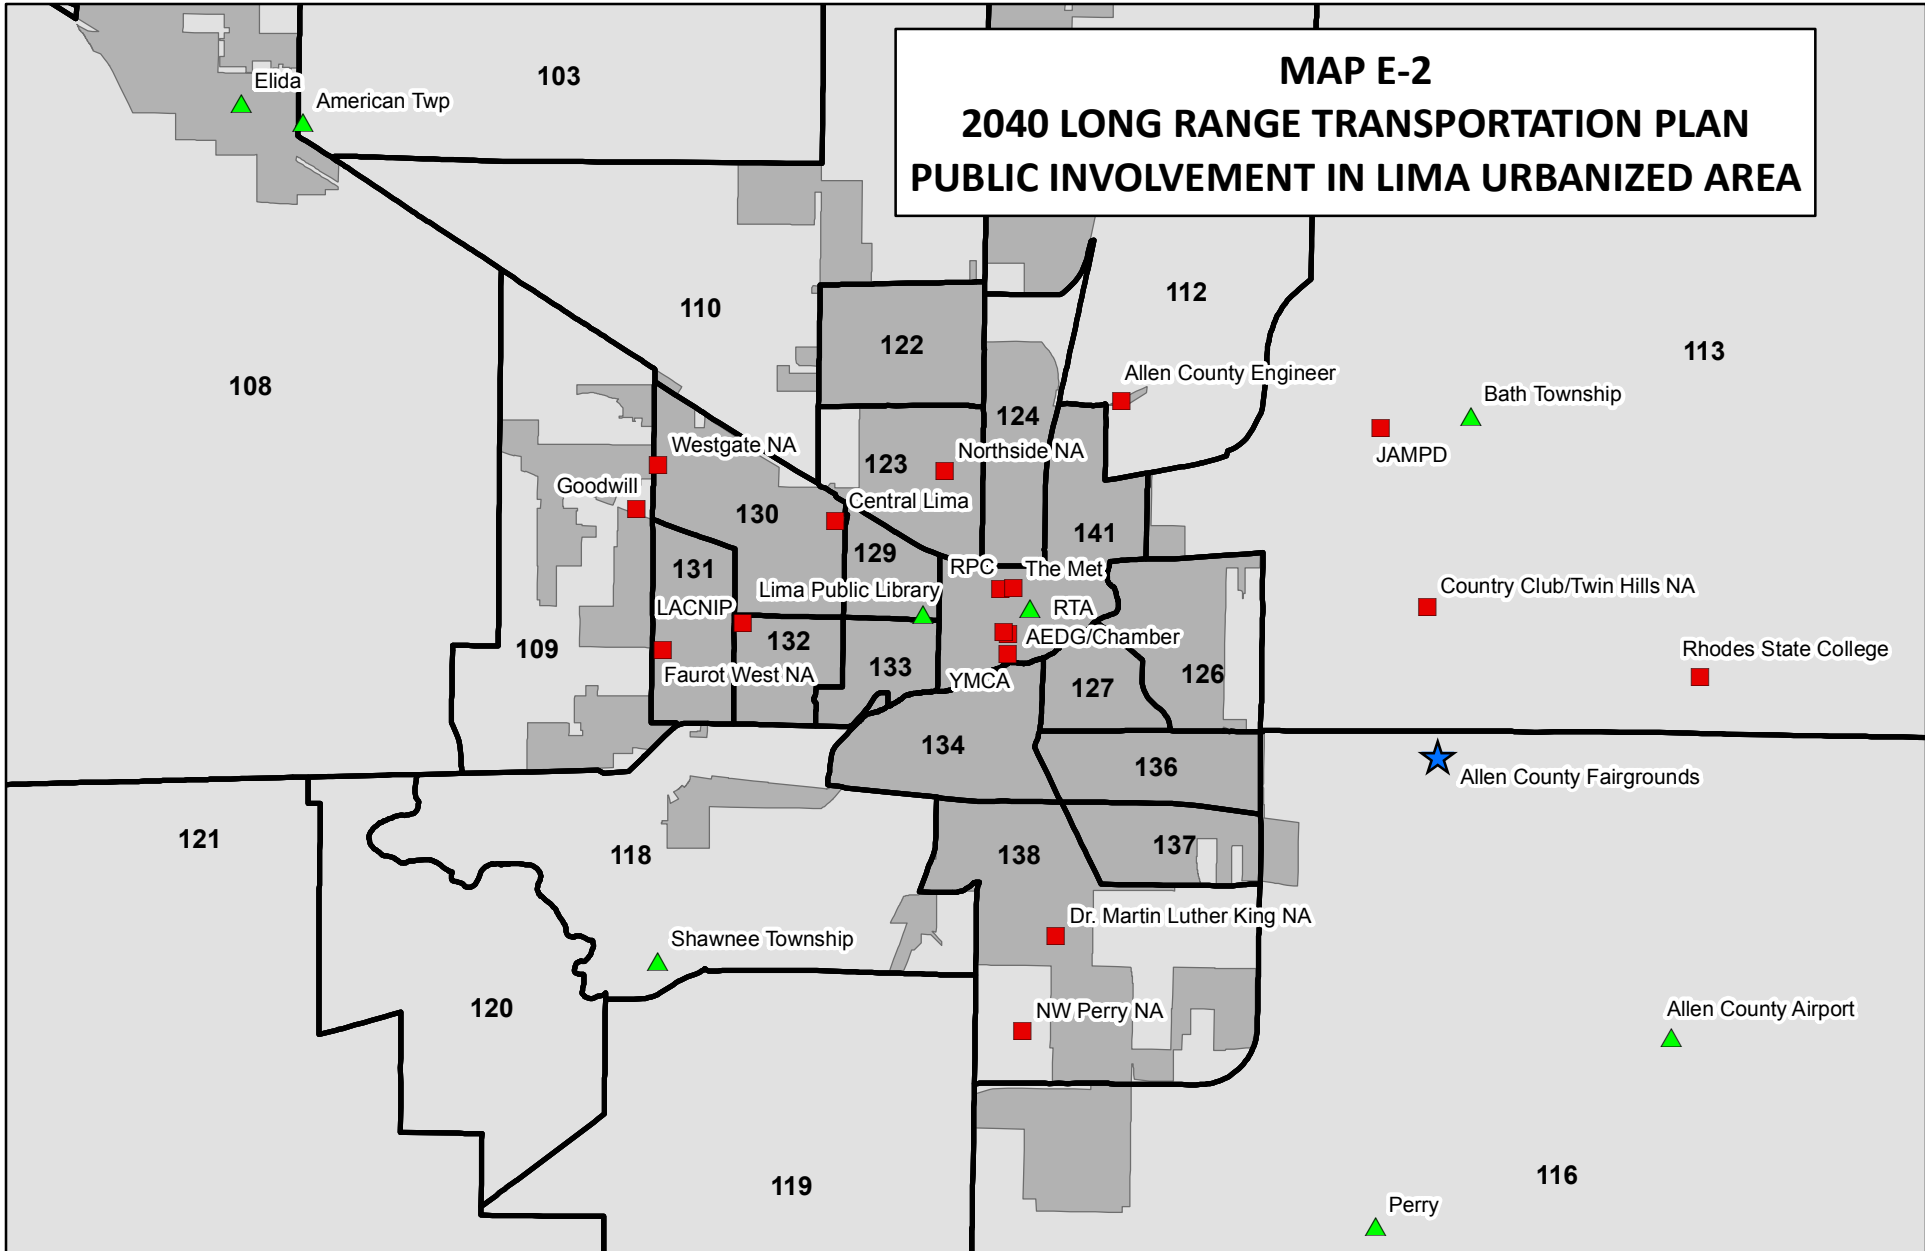 MAP E-2
2040 LONG RANGE TRANSPORTATION PLAN
PUBLIC INVOLVEMENT IN LIMA URBANIZED AREA
103
Elida
American Twp
110
112
122
113
108
Allen County Engineer
Bath Township
124
Westgate NA
123
Northside NA
JAMPD
Goodwill
Central Lima
130
141
129
131
RPC
The Met
Lima Public Library
Country Club/Twin Hills NA
LACNIP
RTA
AEDG/Chamber
132
109
133
Rhodes State College
Faurot West NA
YMCA
127
126
134
136
Allen County Fairgrounds
121
118
138
137
Dr. Martin Luther King NA
Shawnee Township
120
NW Perry NA
Allen County Airport
119
116
Perry